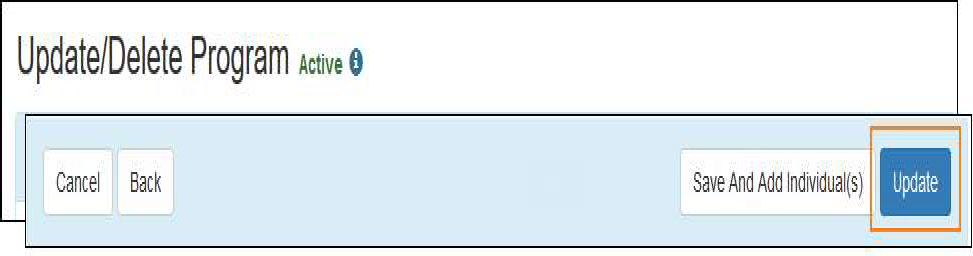 Update/Delete Program Active
Cancel Back Save And Add Individual(s) Update